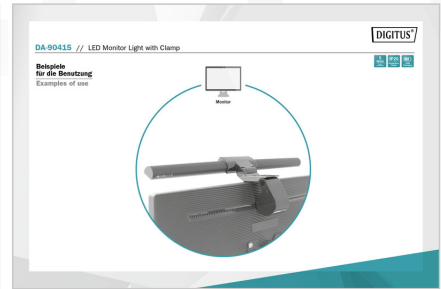 DIGITUS®
DA-90415 // LED Monitor Light with Clamp
Beispiele
für die Benutzung
Examples of use
Monitor